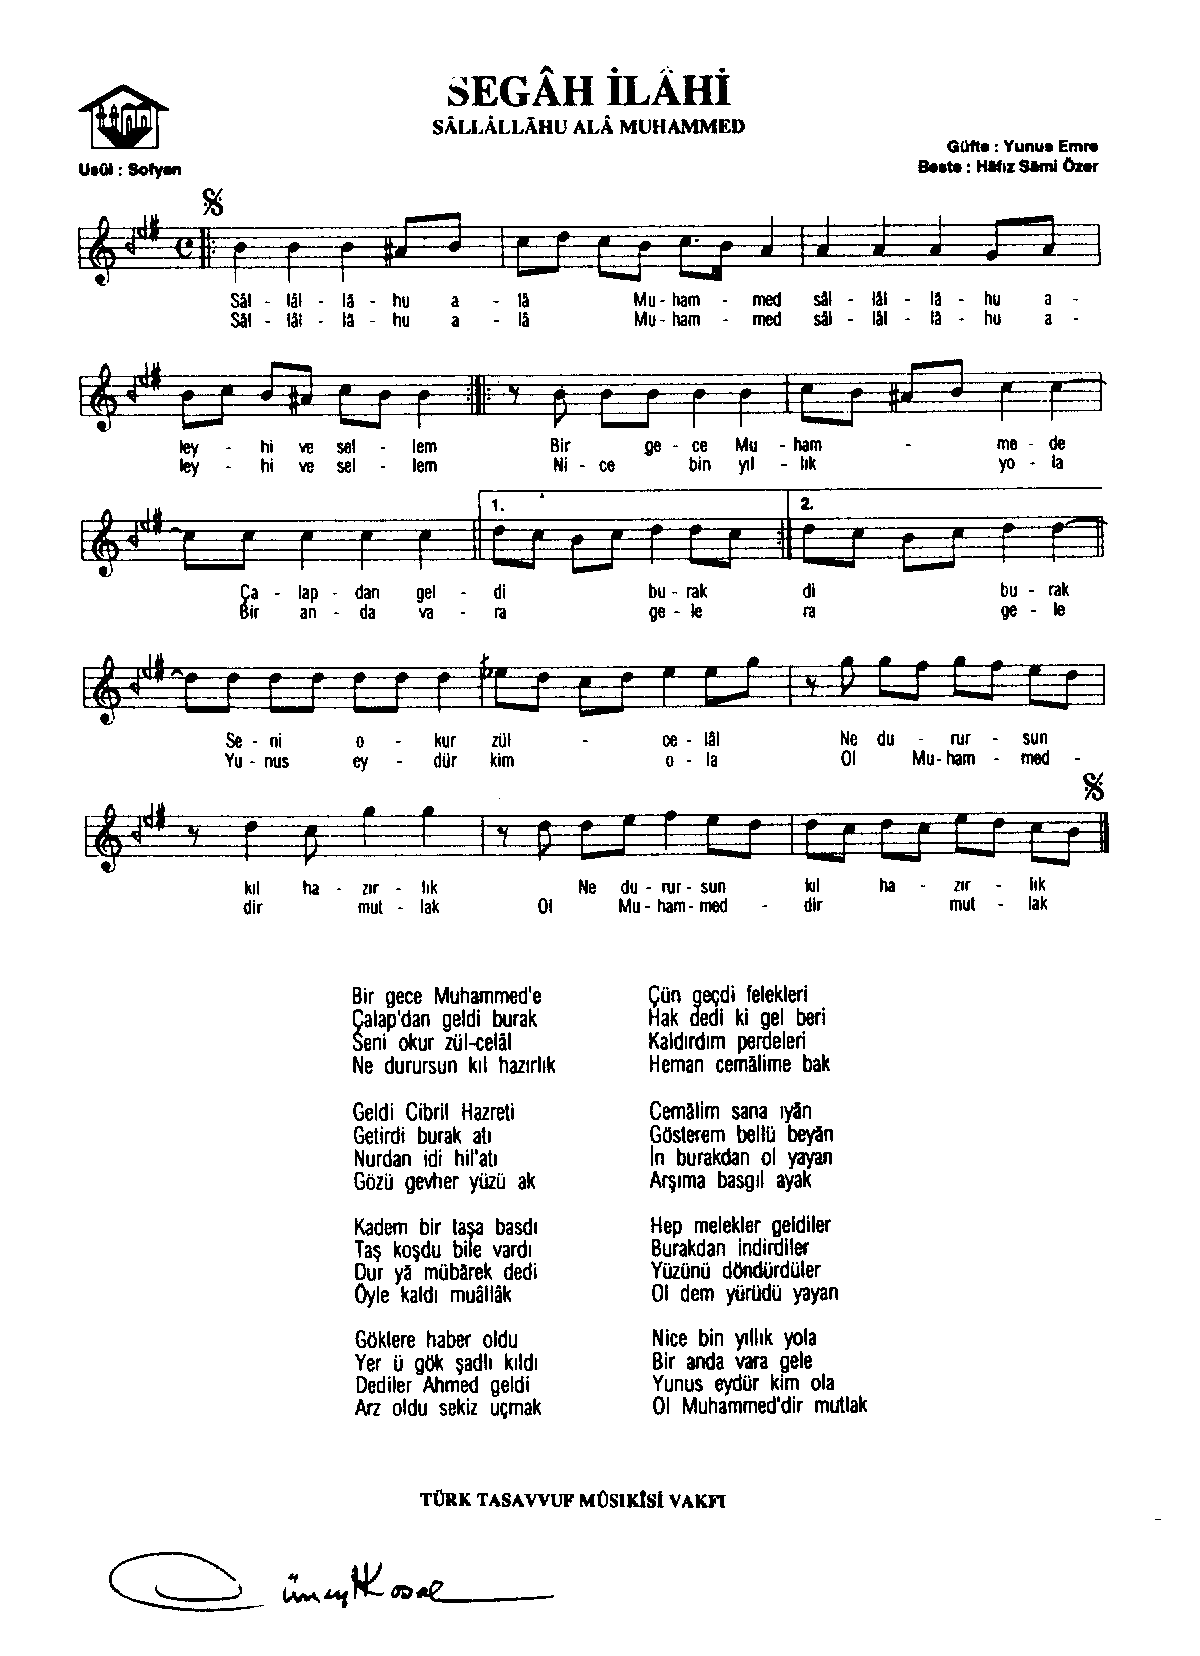 SEGÂH İLÂHİ
SÂLLÂLLÂHU ALÂ MUHAMMED
Güfte : Yunus Emre
Usûl : Sofyan
Beste : Hâfız Sâmi Özer
Sâl - lâl - lâ - hu a - lâ Mu - ham - med sâl - lâl - lâ - hu a -
Sâl - lâl - lâ - hu a - lâ Mu - ham - med sâl - lâl - lâ - hu a -
ley - hi ve sel - lem Bir ge - ce Mu - ham - me - de
ley - hi ve sel - lem Ni - ce bin yıl - lık yo - la
1. 2.
Ça - lap - dan gel - di bu - rak di bu - rak
Bir an - da va - ra ge - le ra ge - le
Se - ni o - kur zül - ce - lâl Ne du - rur - sun
Yu - nus ey - dür kim o - la Ol Mu - ham - med -
kıl ha - zır - lık Ne du - rur - sun kıl ha - zır - lık
dir mut - lak Ol Mu - ham - med - dir mut - lak
Bir gece Muhammed'e
Çalap'dan geldi burak
Seni okur zül-celâl
Ne durursun kıl hazırlık
Geldi Cibril Hazreti
Getirdi burak atı
Nurdan idi hil'atı
Gözü gevher yüzü ak
Kadem bir taşa basdı
Taş koşdu bile vardı
Dur yâ mübârek dedi
Öyle kaldı muâllâk
Göklere haber oldu
Yer ü gök şadlı kıldı
Dediler Ahmed geldi
Arz oldu sekiz uçmak
Çün geçdi felekleri
Hak dedi ki gel beri
Kaldırdım perdeleri
Heman cemâlime bak
Cemâlim sana ıyân
Gösterem bellü beyân
İn burakdan ol yayan
Arşıma basgıl ayak
Hep melekler geldiler
Burakdan indirdiler
Yüzünü döndürdüler
Ol dem yürüdü yayan
Nice bin yıllık yola
Bir anda vara gele
Yunus eydür kim ola
Ol Muhammed'dir mutlak
TÜRK TASAVVUF MÛSIKÎSİ VAKFI
Cüneyt Kosal